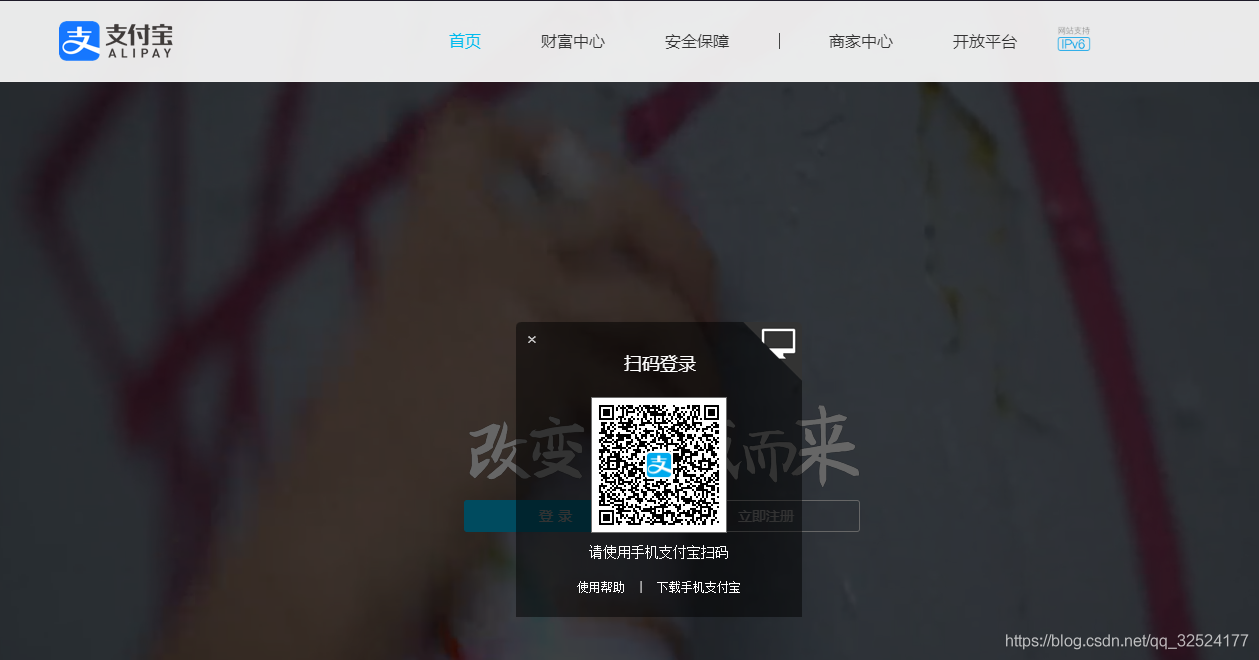 支付宝
ALIPAY
首页 财富中心 安全保障 | 商家中心 开放平台
网站支持
IPv6
×
扫码登录
改变 而来
支
登 录 立即注册
请使用手机支付宝扫码
使用帮助 | 下载手机支付宝
https://blog.csdn.net/qq_32524177